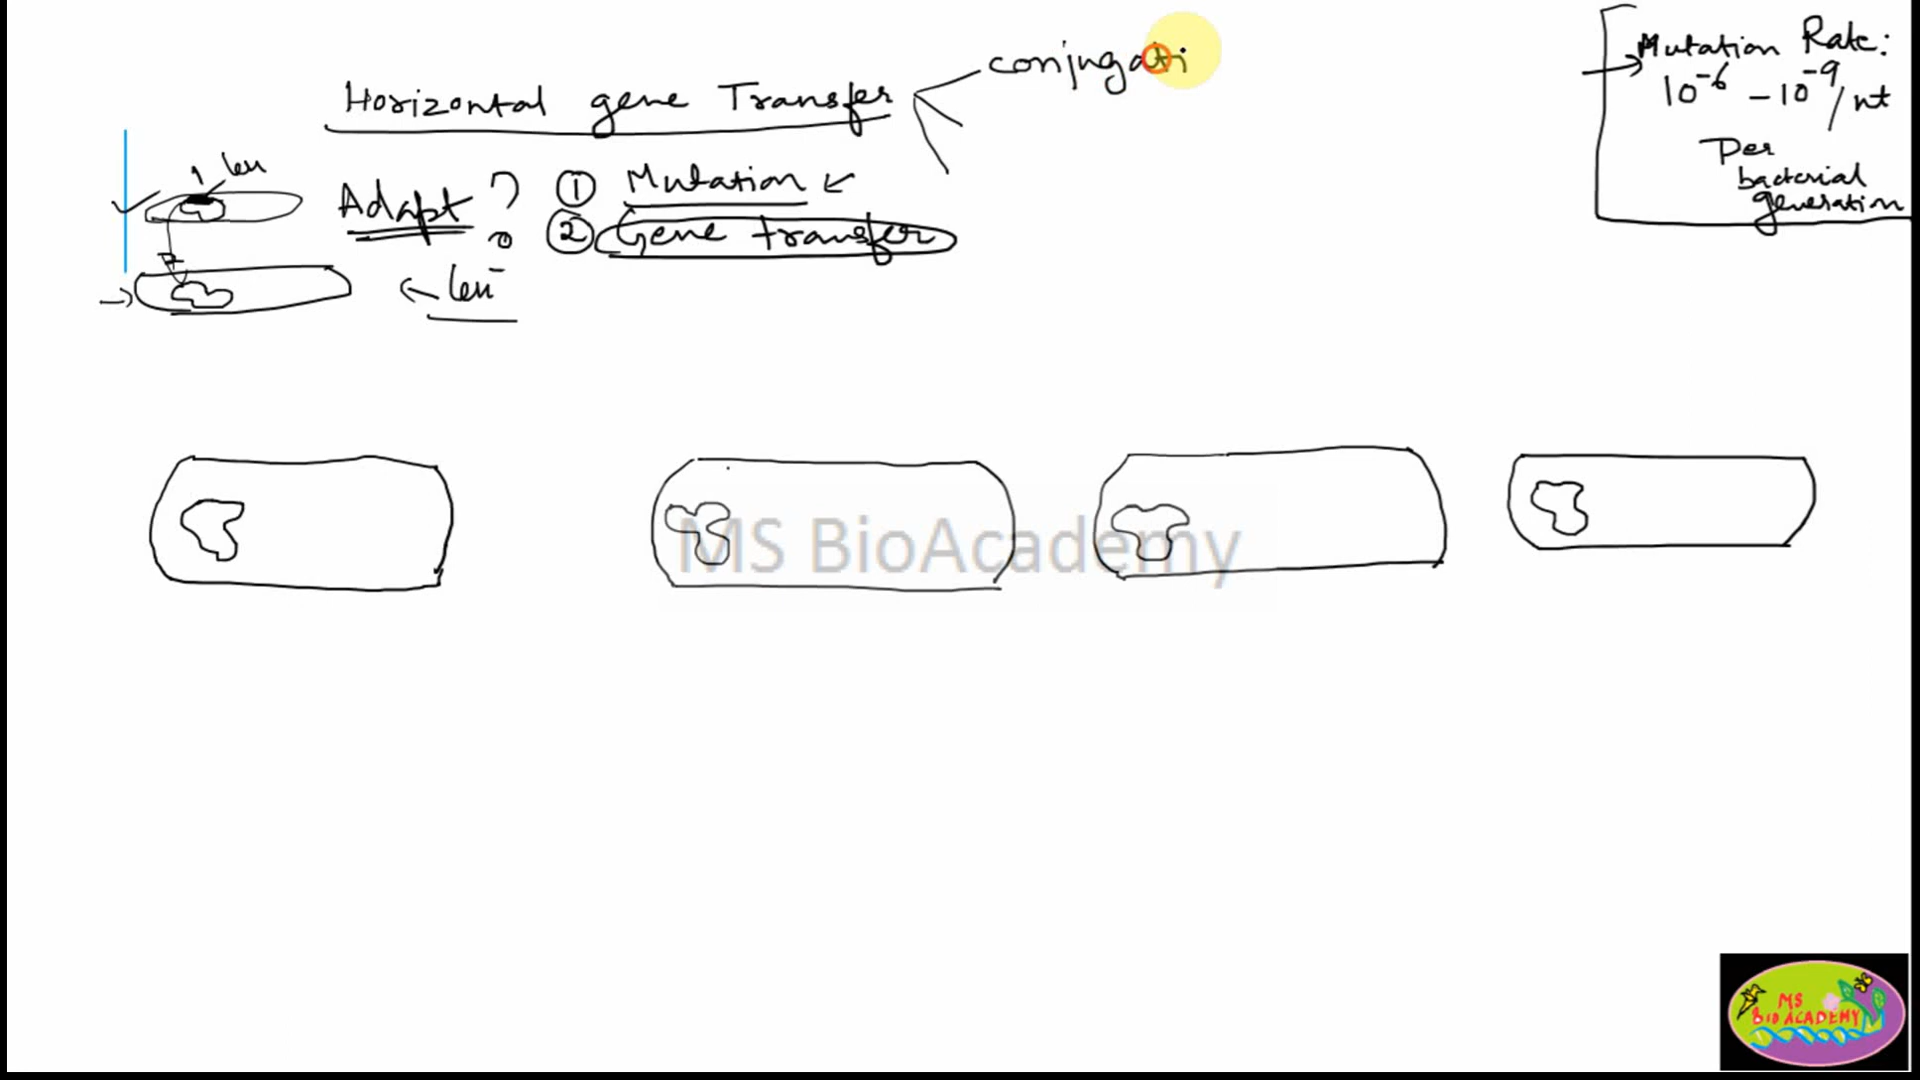 Horizontal gene Transfer
conjugati
Mutation Rate:
10-6 - 10-9/nt
Per
bacterial
generation
leu
Adapt ?
① Mutation
② Gene transfer
leu-
MS BioAcademy
MS
BIO ACADEMY